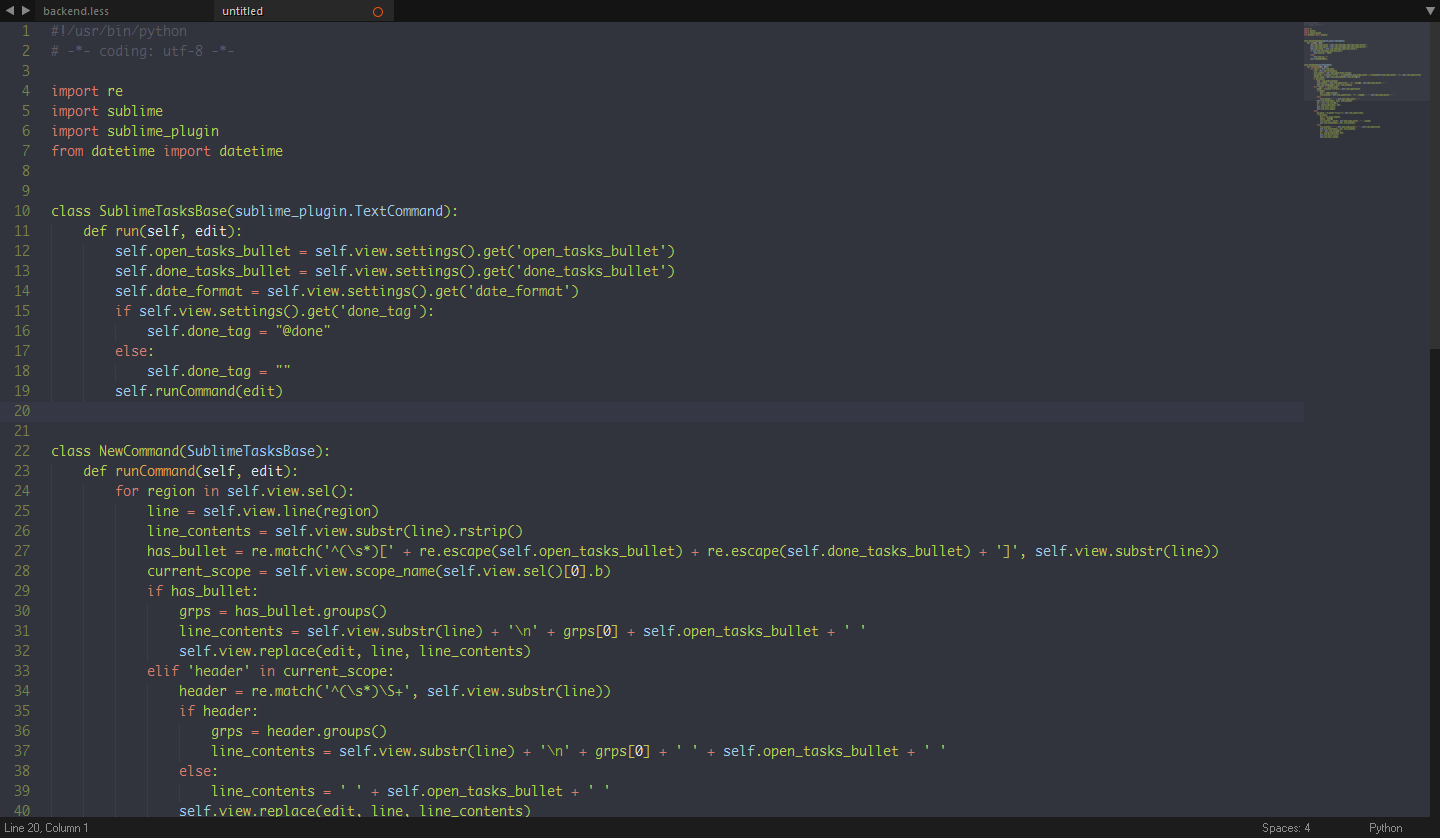 backend.less
untitled
1 #!/usr/bin/python
2 # -*- coding: utf-8 -*-
3
4 import re
5 import sublime
6 import sublime_plugin
7 from datetime import datetime
8
9
10 class SublimeTasksBase(sublime_plugin.TextCommand):
11     def run(self, edit):
12         self.open_tasks_bullet = self.view.settings().get('open_tasks_bullet')
13         self.done_tasks_bullet = self.view.settings().get('done_tasks_bullet')
14         self.date_format = self.view.settings().get('date_format')
15         if self.view.settings().get('done_tag'):
16             self.done_tag = "@done"
17         else:
18             self.done_tag = ""
19         self.runCommand(edit)
20
21
22 class NewCommand(SublimeTasksBase):
23     def runCommand(self, edit):
24         for region in self.view.sel():
25             line = self.view.line(region)
26             line_contents = self.view.substr(line).rstrip()
27             has_bullet = re.match('^(\s*)[' + re.escape(self.open_tasks_bullet) + re.escape(self.done_tasks_bullet) + ']', self.view.substr(line))
28             current_scope = self.view.scope_name(self.view.sel()[0].b)
29             if has_bullet:
30                 grps = has_bullet.groups()
31                 line_contents = self.view.substr(line) + '\n' + grps[0] + self.open_tasks_bullet + ' '
32                 self.view.replace(edit, line, line_contents)
33             elif 'header' in current_scope:
34                 header = re.match('^(\s*)\S+', self.view.substr(line))
35                 if header:
36                     grps = header.groups()
37                     line_contents = self.view.substr(line) + '\n' + grps[0] + ' ' + self.open_tasks_bullet + ' '
38                 else:
39                     line_contents = ' ' + self.open_tasks_bullet + ' '
40                 self.view.replace(edit, line, line_contents)
Line 20, Column 1
Spaces: 4
Python